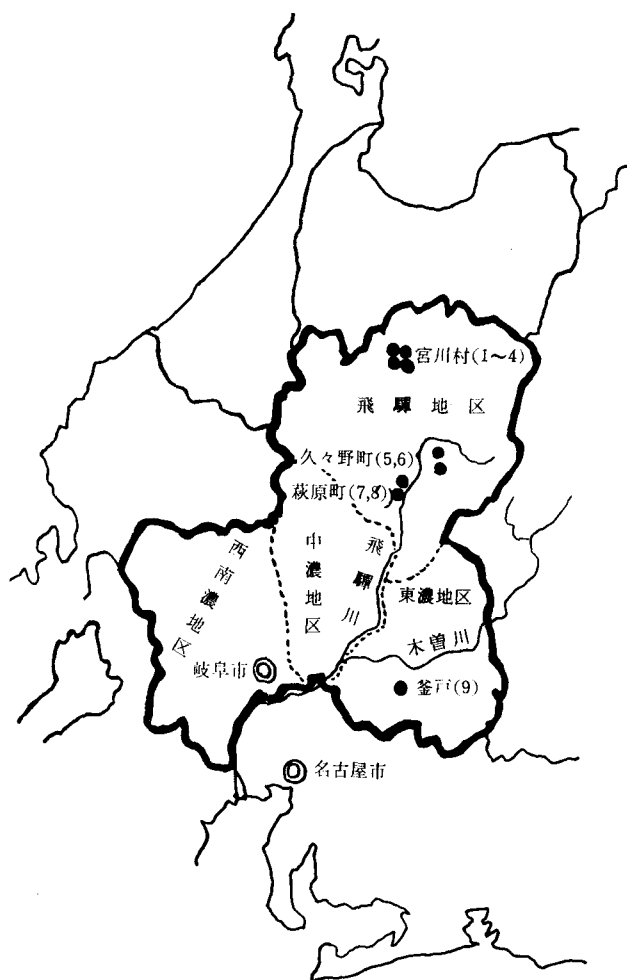 宮川村(1~4)
飛騨地区
久々野町(5,6)
萩原町(7,8)
西南濃地区
中濃地区
飛騨川
東濃地区
木曽川
岐阜市
釜戸(9)
名古屋市